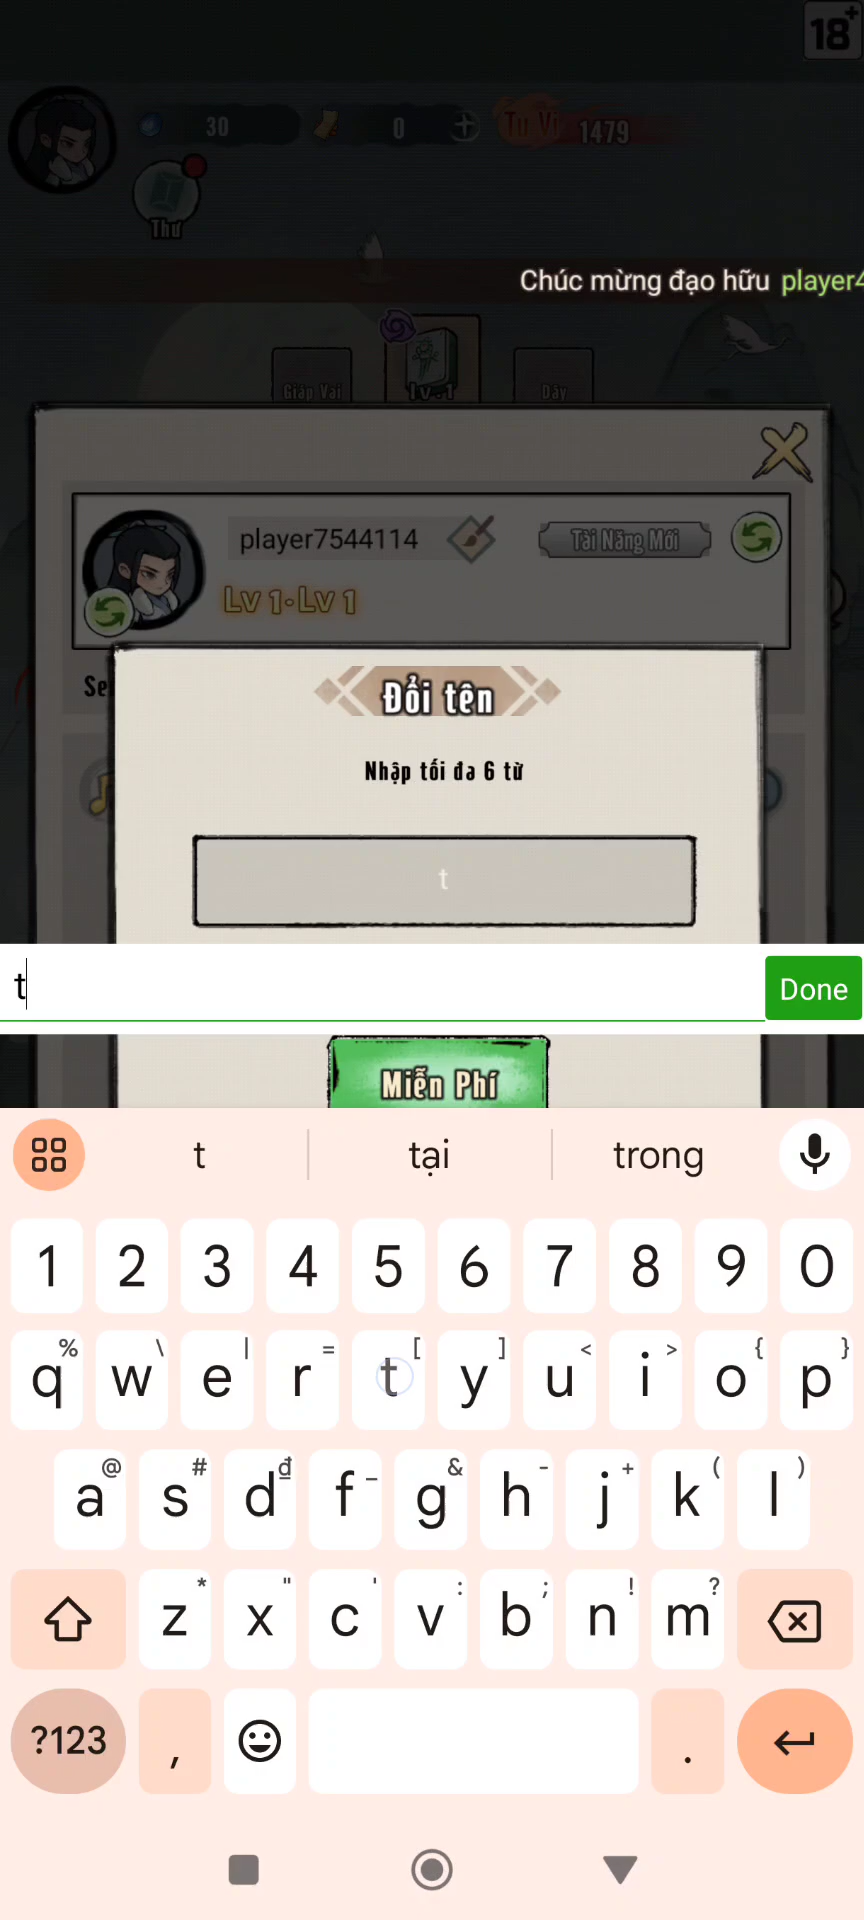 18+
30
0
Tu Vi 1479
Thư
Chúc mừng đạo hữu player4
Giáp Vai
lv.1
Dây
player7544114
Tài Năng Mới
Lv 1·Lv 1
Se
Đổi tên
Nhập tối đa 6 từ
t
t
Done
Miễn Phí
t tại trong
1 2 3 4 5 6 7 8 9 0
% \ | = [ ] < > { }
q w e r t y u i o p
@ # đ _ & - + ( )
a s d f g h j k l
* " ' : ; ! ?
z x c v b n m
?123 , .